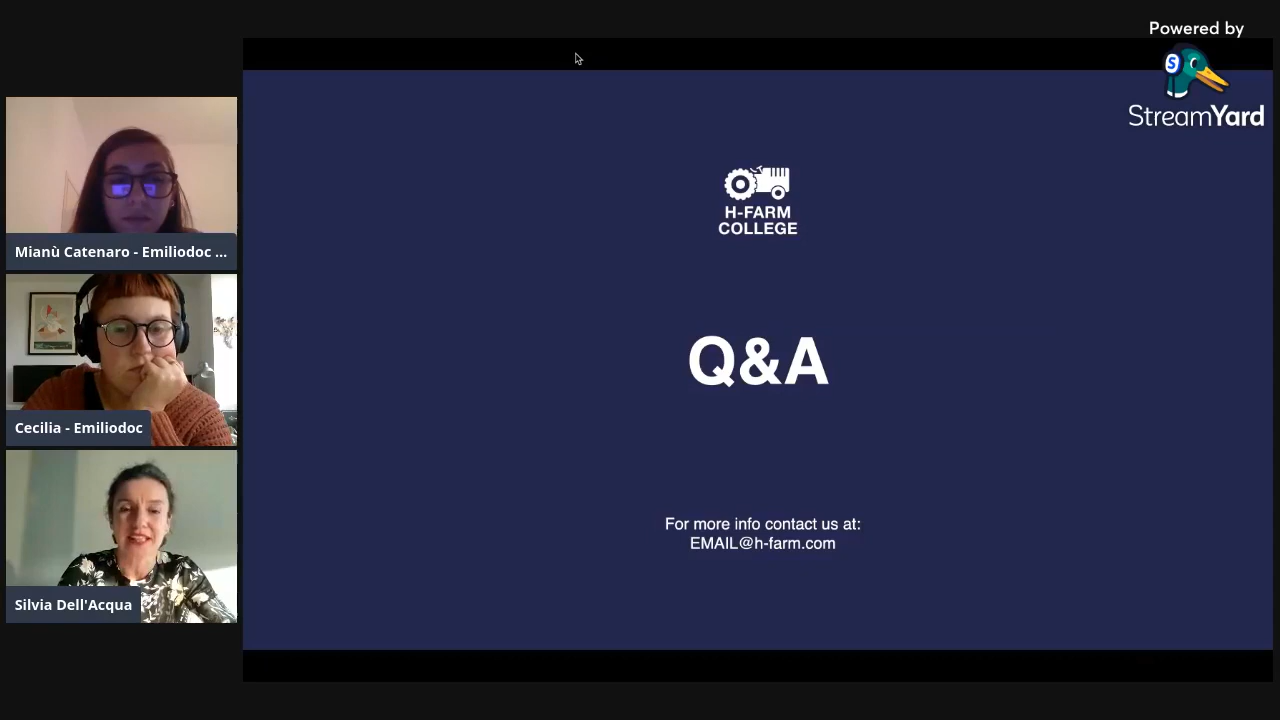 Powered by
StreamYard
Mianù Catenaro - Emiliodoc ...
Cecilia - Emiliodoc
Silvia Dell'Acqua
H-FARM
COLLEGE
Q&A
For more info contact us at:
EMAIL@h-farm.com